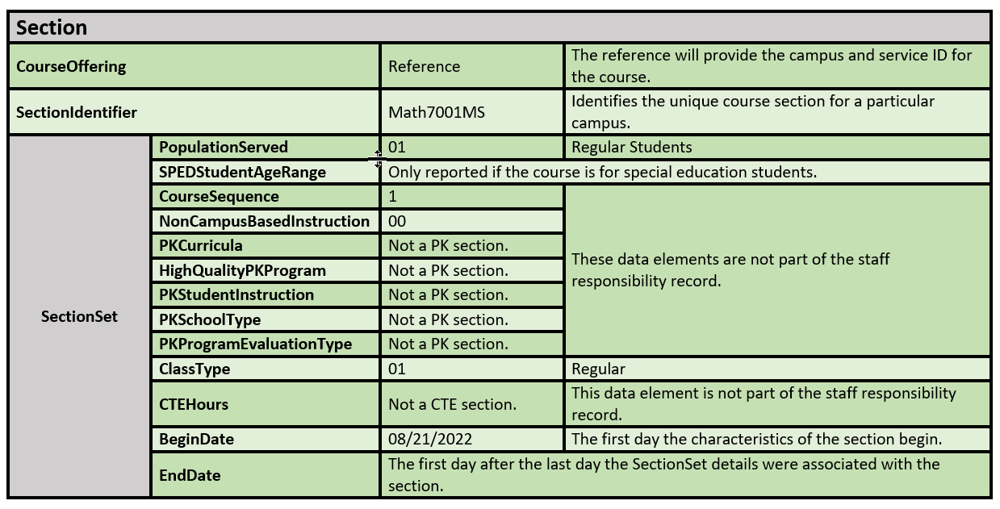 Section
CourseOffering
Reference
The reference will provide the campus and service ID for
the course.
SectionIdentifier
Math7001MS
Identifies the unique course section for a particular
campus.
SectionSet
PopulationServed
01
Regular Students
SPEDStudentAgeRange
Only reported if the course is for special education students.
CourseSequence
1
These data elements are not part of the staff
responsibility record.
NonCampusBasedInstruction
00
PKCurricula
Not a PK section.
HighQualityPKProgram
Not a PK section.
PKStudentInstruction
Not a PK section.
PKSchoolType
Not a PK section.
PKProgramEvaluationType
Not a PK section.
ClassType
01
Regular
CTEHours
Not a CTE section.
This data element is not part of the staff responsibility
record.
BeginDate
08/21/2022
The first day the characteristics of the section begin.
EndDate
The first day after the last day the SectionSet details were associated with the
section.